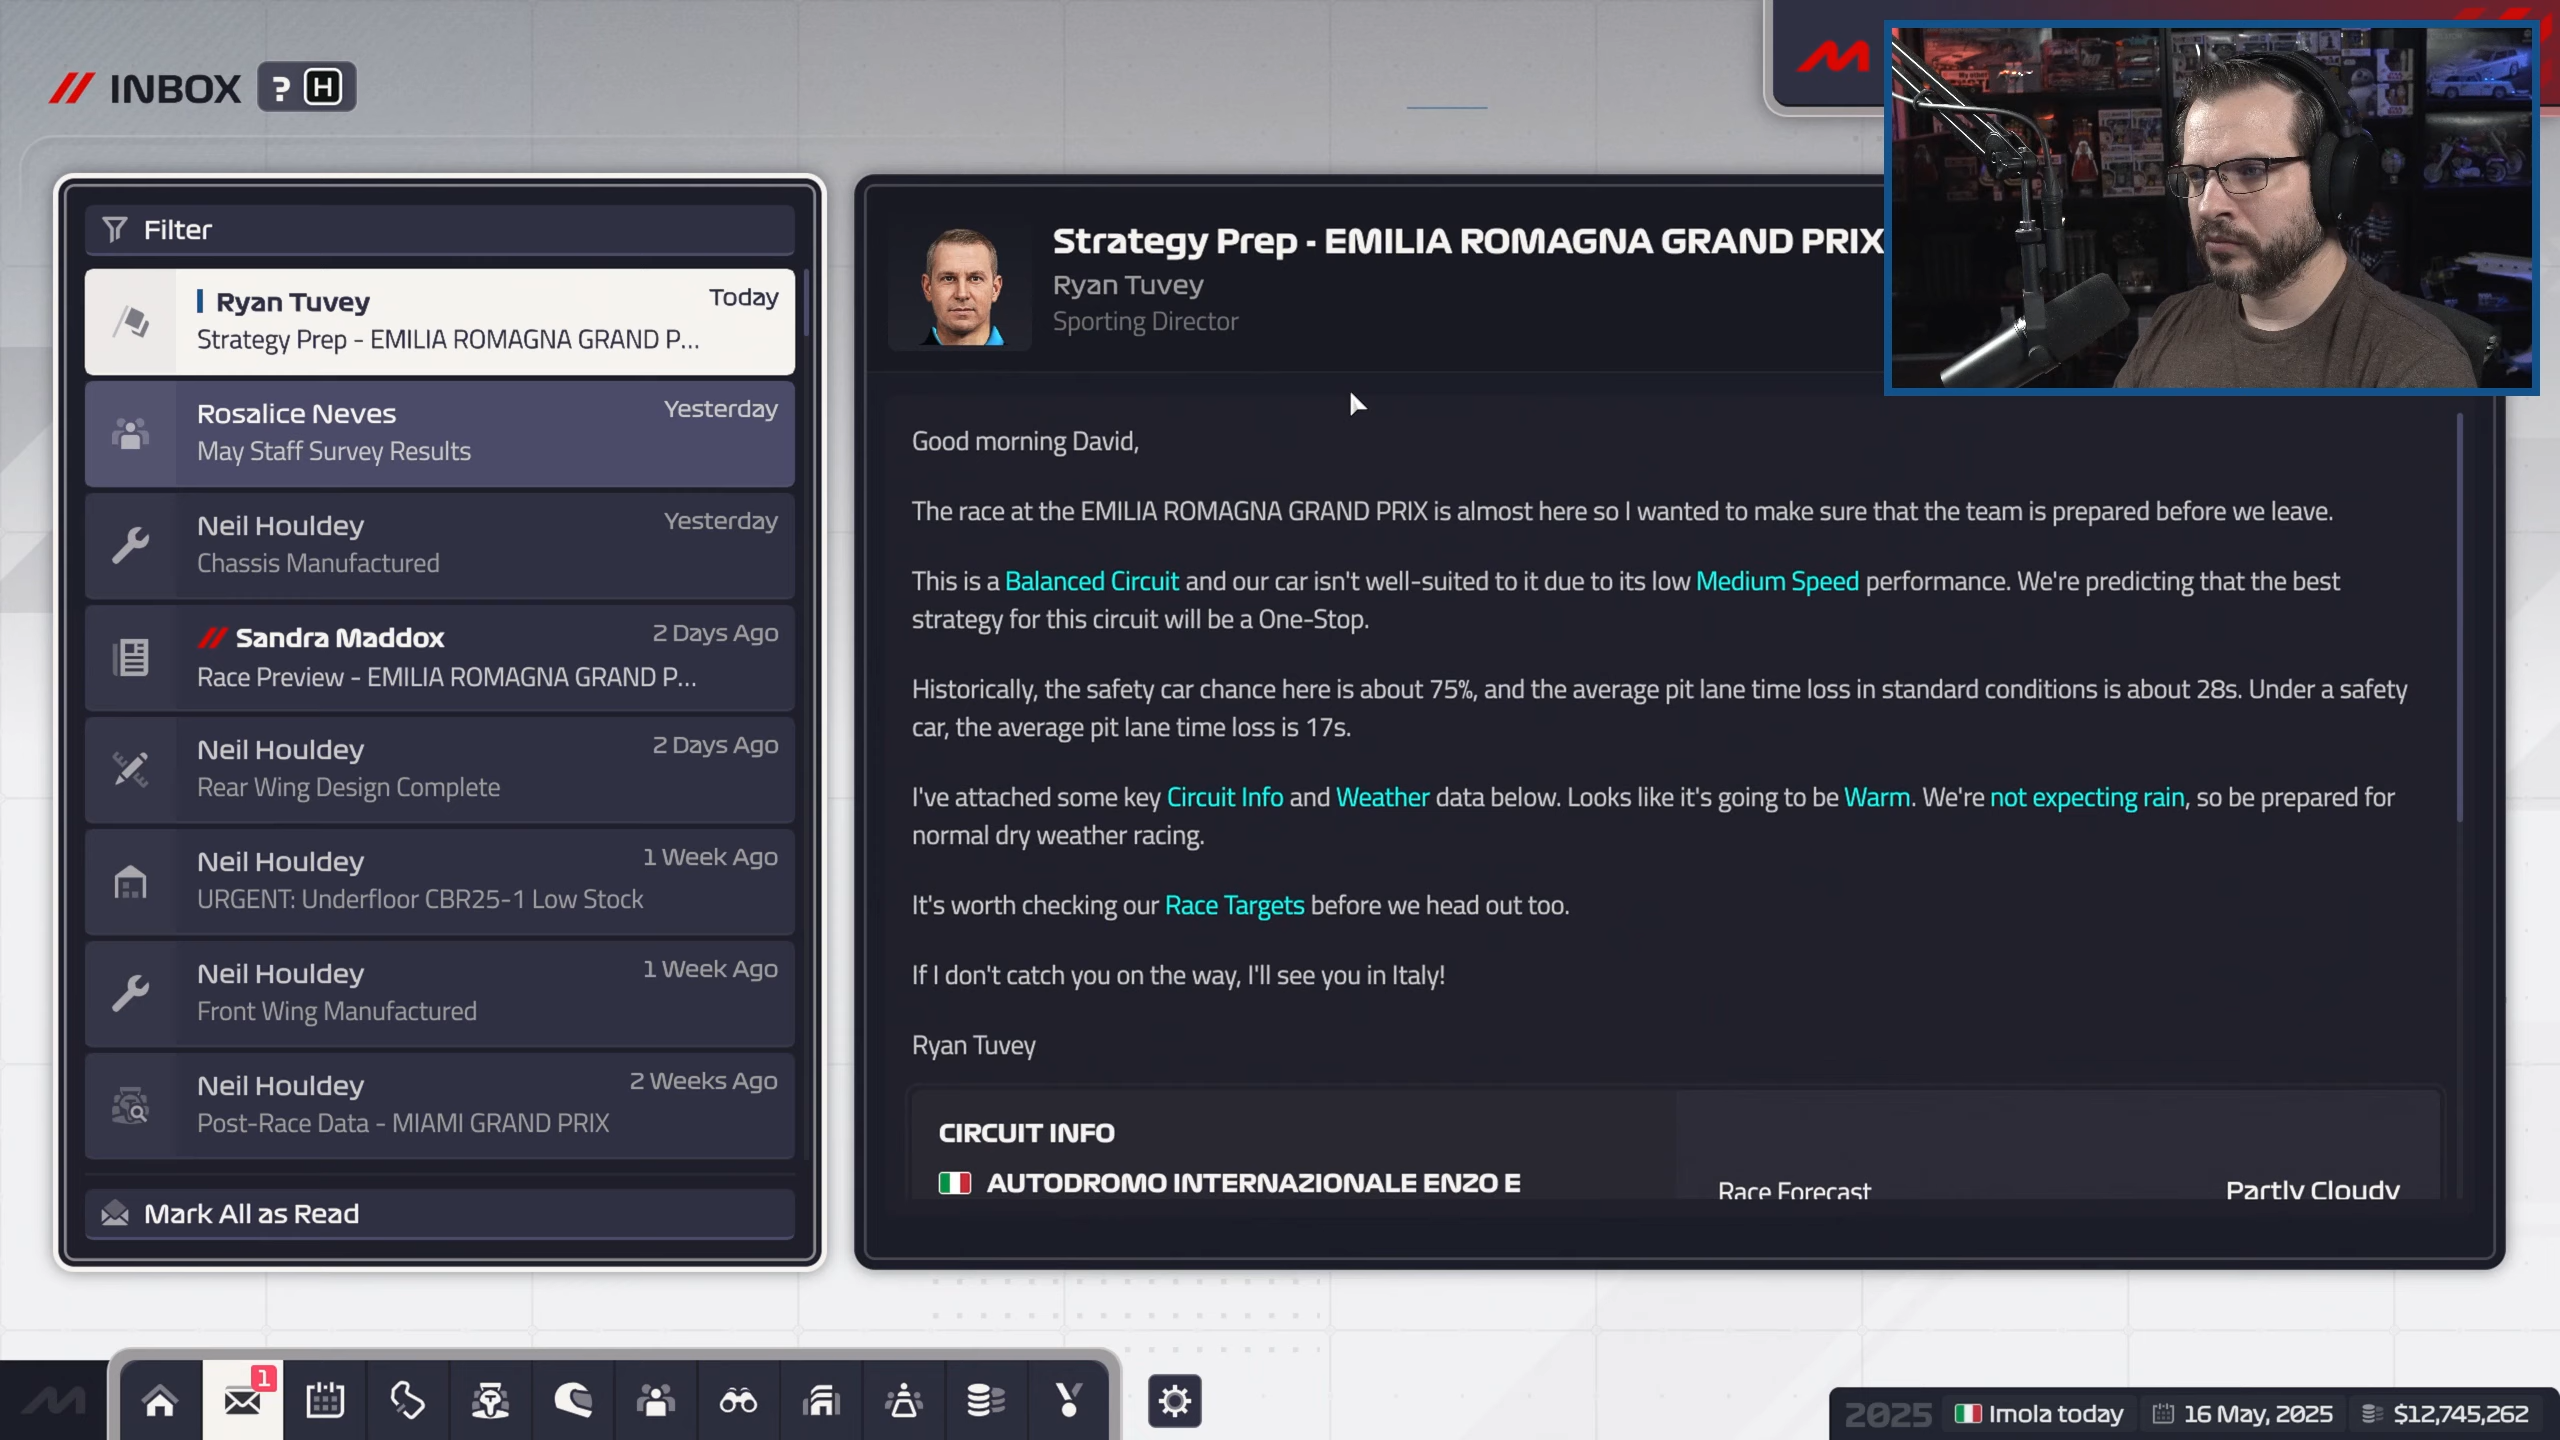 INBOX ? H
Filter
Ryan Tuvey Today
Strategy Prep - EMILIA ROMAGNA GRAND P...
Rosalice Neves Yesterday
May Staff Survey Results
Neil Houldey Yesterday
Chassis Manufactured
Sandra Maddox 2 Days Ago
Race Preview - EMILIA ROMAGNA GRAND P...
Neil Houldey 2 Days Ago
Rear Wing Design Complete
Neil Houldey 1 Week Ago
URGENT: Underfloor CBR25-1 Low Stock
Neil Houldey 1 Week Ago
Front Wing Manufactured
Neil Houldey 2 Weeks Ago
Post-Race Data - MIAMI GRAND PRIX
Mark All as Read
Strategy Prep - EMILIA ROMAGNA GRAND PRIX
Ryan Tuvey
Sporting Director
Good morning David,
The race at the EMILIA ROMAGNA GRAND PRIX is almost here so I wanted to make sure that the team is prepared before we leave.
This is a Balanced Circuit and our car isn't well-suited to it due to its low Medium Speed performance. We're predicting that the best
strategy for this circuit will be a One-Stop.
Historically, the safety car chance here is about 75%, and the average pit lane time loss in standard conditions is about 28s. Under a safety
car, the average pit lane time loss is 17s.
I've attached some key Circuit Info and Weather data below. Looks like it's going to be Warm. We're not expecting rain, so be prepared for
normal dry weather racing.
It's worth checking our Race Targets before we head out too.
If I don't catch you on the way, I'll see you in Italy!
Ryan Tuvey
CIRCUIT INFO
AUTODROMO INTERNAZIONALE ENZO E
Race Forecast Partly Cloudy
1
2025 Imola today 16 May, 2025 $12,745,262